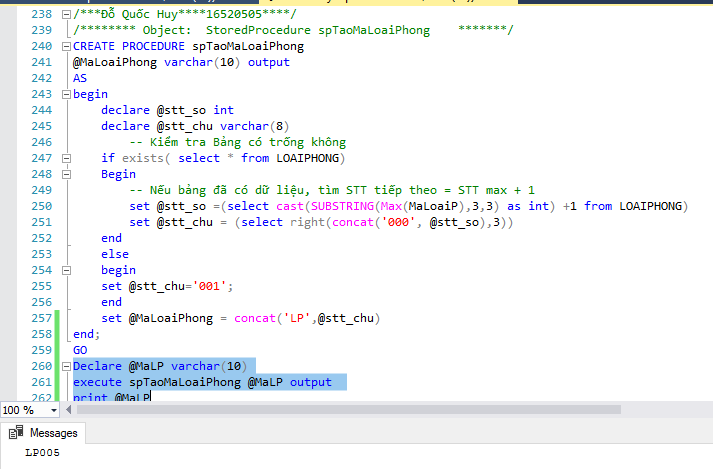 238 /***Đỗ Quốc Huy****16520505****/
239 /******** Object:  StoredProcedure spTaoMaLoaiPhong    *******/
240 CREATE PROCEDURE spTaoMaLoaiPhong
241 @MaLoaiPhong varchar(10) output
242 AS
243 begin
244     declare @stt_so int
245     declare @stt_chu varchar(8)
246         -- Kiểm tra Bảng có trống không
247     if exists( select * from LOAIPHONG)
248     Begin
249         -- Nếu bảng đã có dữ liệu, tìm STT tiếp theo = STT max + 1
250         set @stt_so =(select cast(SUBSTRING(Max(MaLoaiP),3,3) as int) +1 from LOAIPHONG)
251         set @stt_chu = (select right(concat('000', @stt_so),3))
252     end
253     else
254     begin
255     set @stt_chu='001';
256     end
257     set @MaLoaiPhong = concat('LP',@stt_chu)
258 end;
259 GO
260 Declare @MaLP varchar(10)
261 execute spTaoMaLoaiPhong @MaLP output
262 print @MaLP
100 %
Messages
LP005